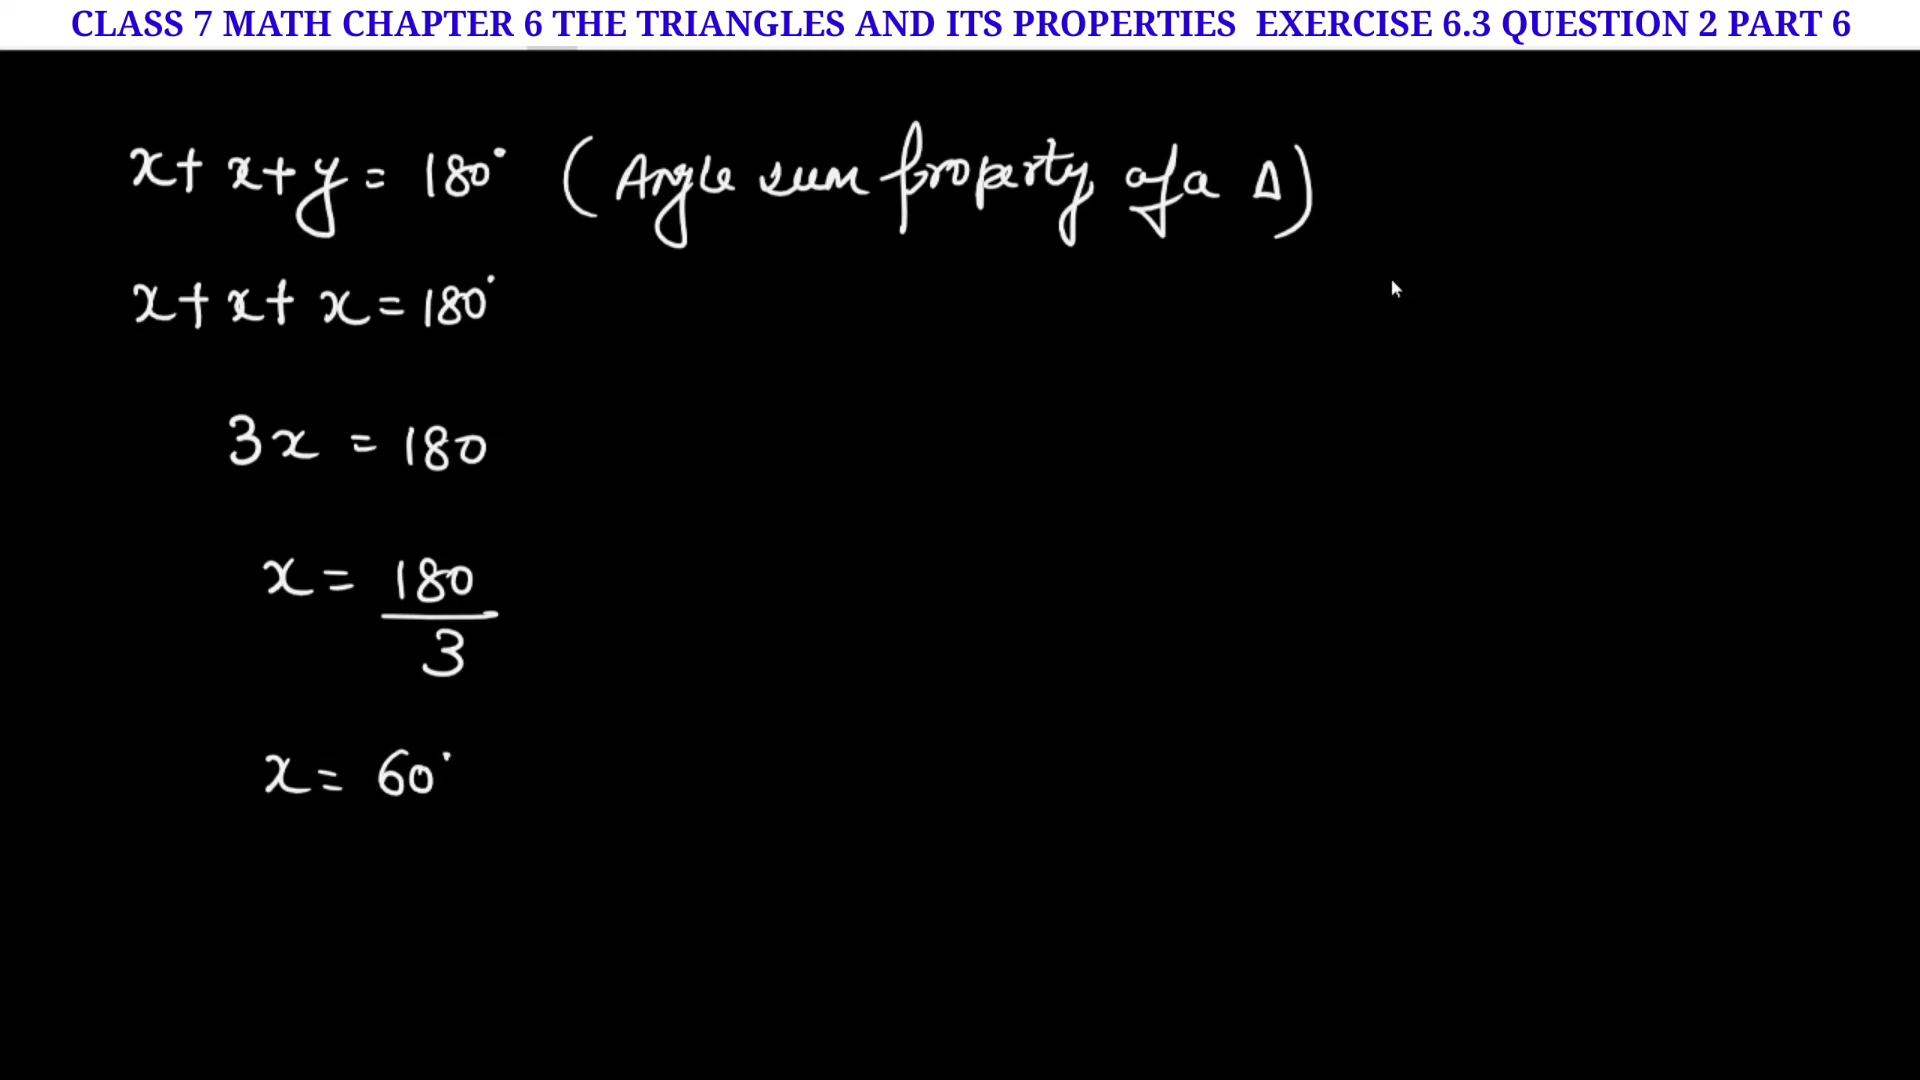 CLASS 7 MATH CHAPTER 6 THE TRIANGLES AND ITS PROPERTIES EXERCISE 6.3 QUESTION 2 PART 6
x + x + y = 180° (Angle sum property of a Δ)
x + x + x = 180°
3x = 180
x = 180
3
x = 60°